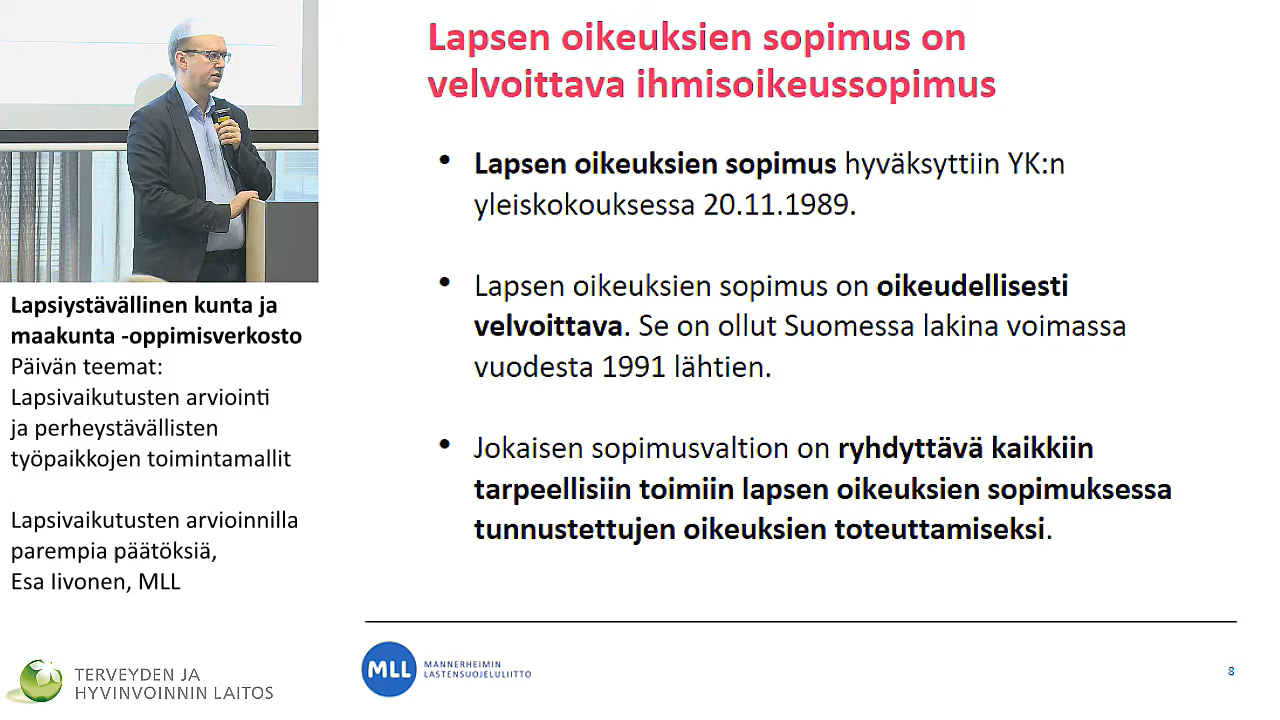 Lapsen oikeuksien sopimus on
velvoittava ihmisoikeussopimus
• Lapsen oikeuksien sopimus hyväksyttiin YK:n
yleiskokouksessa 20.11.1989.
• Lapsen oikeuksien sopimus on oikeudellisesti
velvoittava. Se on ollut Suomessa lakina voimassa
vuodesta 1991 lähtien.
• Jokaisen sopimusvaltion on ryhdyttävä kaikkiin
tarpeellisiin toimiin lapsen oikeuksien sopimuksessa
tunnustettujen oikeuksien toteuttamiseksi.
Lapsiystävällinen kunta ja
maakunta -oppimisverkosto
Päivän teemat:
Lapsivaikutusten arviointi
ja perheystävällisten
työpaikkojen toimintamallit
Lapsivaikutusten arvioinnilla
parempia päätöksiä,
Esa Iivonen, MLL
TERVEYDEN JA
HYVINVOINNIN LAITOS
MLL
MANNERHEIMIN
LASTENSUOJELULIITTO
8